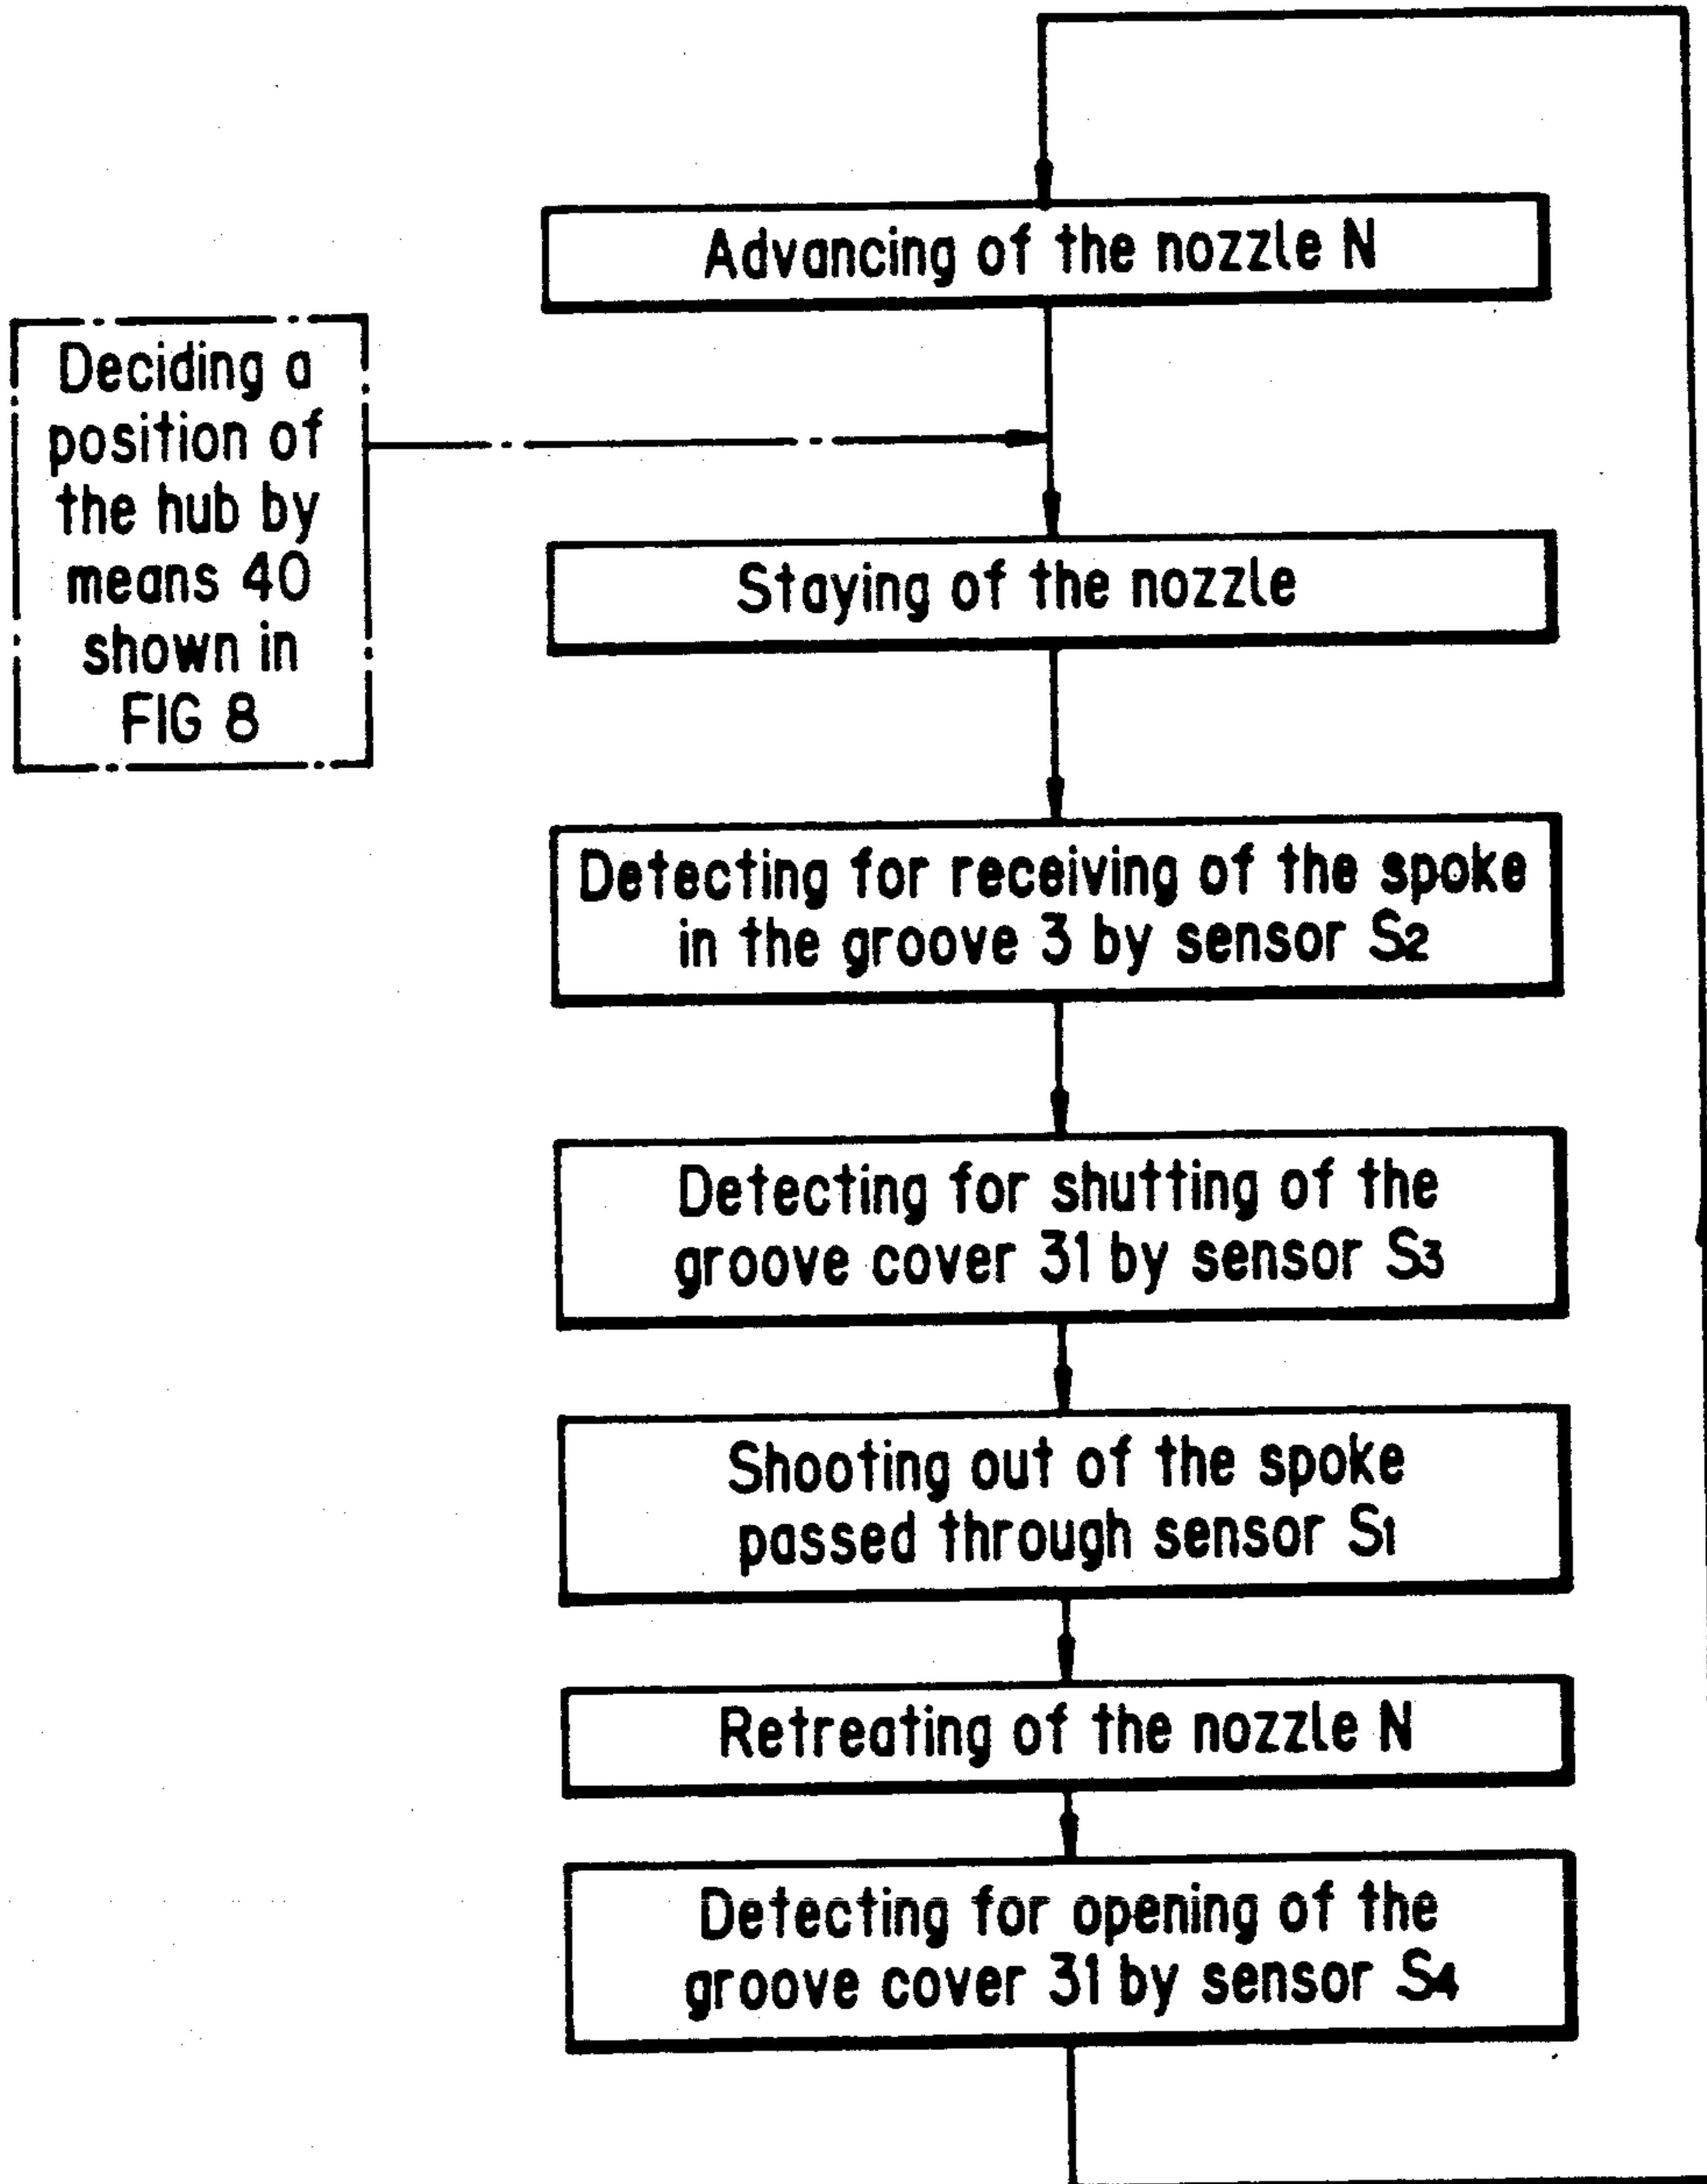 Advancing of the nozzle N
Deciding a
position of
the hub by
means 40
shown in
FIG 8
Staying of the nozzle
Detecting for receiving of the spoke
in the groove 3 by sensor S2
Detecting for shutting of the
groove cover 31 by sensor S3
Shooting out of the spoke
passed through sensor S1
Retreating of the nozzle N
Detecting for opening of the
groove cover 31 by sensor S4